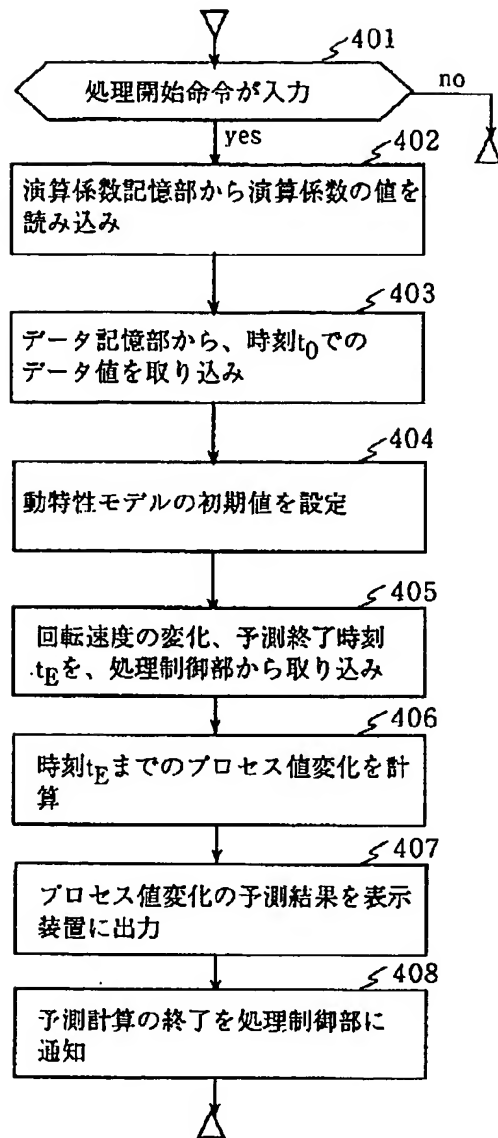 401
処理開始命令が入力
no
yes
402
演算係数記憶部から演算係数の値を
読み込み
403
データ記憶部から、時刻t0での
データ値を取り込み
404
動特性モデルの初期値を設定
405
回転速度の変化、予測終了時刻
tEを、処理制御部から取り込み
406
時刻tEまでのプロセス値変化を計
算
407
プロセス値変化の予測結果を表示
装置に出力
408
予測計算の終了を処理制御部に
通知